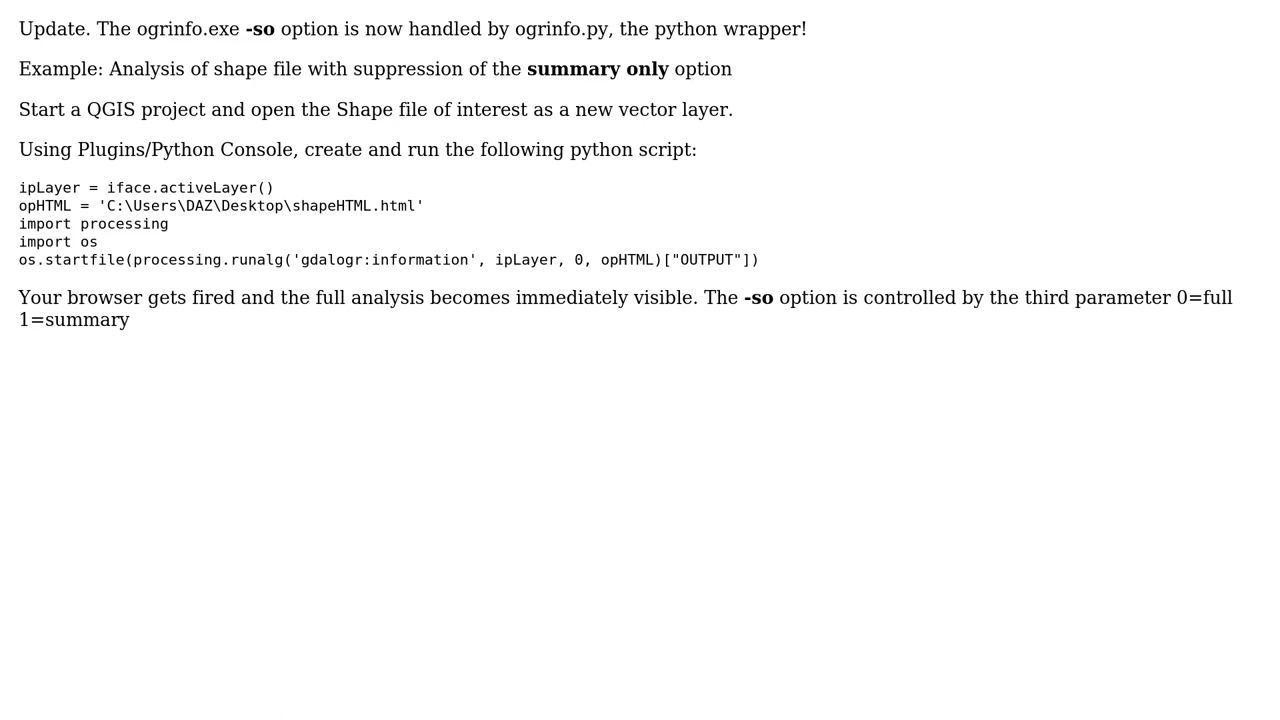 Update. The ogrinfo.exe -so option is now handled by ogrinfo.py, the python wrapper!
Example: Analysis of shape file with suppression of the summary only option
Start a QGIS project and open the Shape file of interest as a new vector layer.
Using Plugins/Python Console, create and run the following python script:
ipLayer = iface.activeLayer()
opHTML = 'C:\Users\DAZ\Desktop\shapeHTML.html'
import processing
import os
os.startfile(processing.runalg('gdalogr:information', ipLayer, 0, opHTML)["OUTPUT"])
Your browser gets fired and the full analysis becomes immediately visible. The -so option is controlled by the third parameter 0=full
1=summary